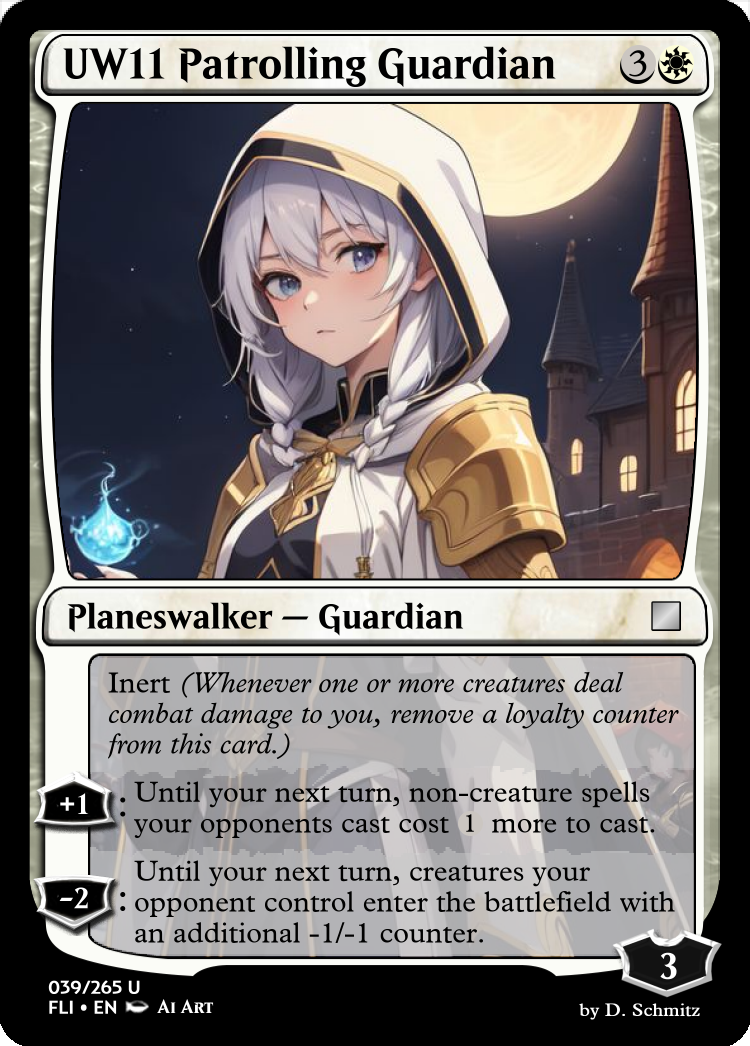 UW11 Patrolling Guardian 3
Planeswalker — Guardian
Inert (Whenever one or more creatures deal
combat damage to you, remove a loyalty counter
from this card.)
+1 : Until your next turn, non-creature spells
your opponents cast cost 1 more to cast.
-2 : Until your next turn, creatures your
opponent control enter the battlefield with
an additional -1/-1 counter.
3
039/265 U
FLI • EN AI ART
by D. Schmitz